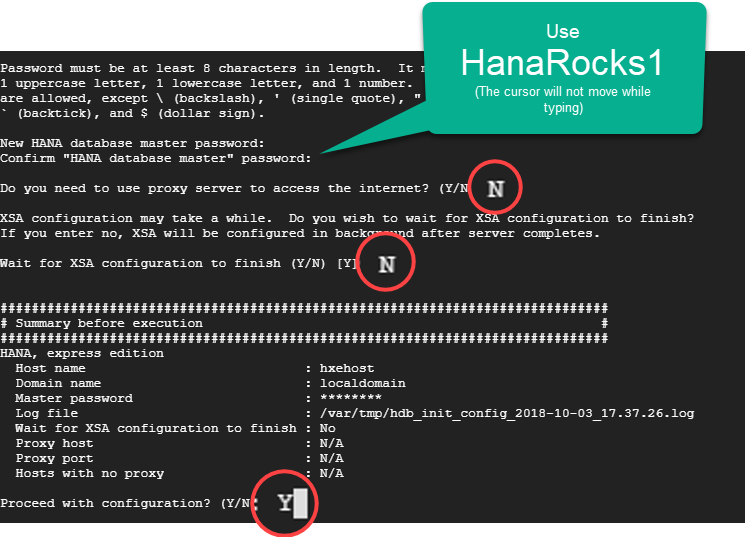 Use
HanaRocks1
(The cursor will not move while
typing)
Password must be at least 8 characters in length.  It
1 uppercase letter, 1 lowercase letter, and 1 number.
are allowed, except \ (backslash), ' (single quote), "
` (backtick), and $ (dollar sign).
New HANA database master password:
Confirm "HANA database master" password:
Do you need to use proxy server to access the internet? (Y/N N
XSA configuration may take a while.  Do you wish to wait for XSA configuration to finish?
If you enter no, XSA will be configured in background after server completes.
Wait for XSA configuration to finish (Y/N) [Y] N
##############################################################################
# Summary before execution                                                   #
##############################################################################
HANA, express edition
  Host name                            : hxehost
  Domain name                          : localdomain
  Master password                      : ********
  Log file                             : /var/tmp/hdb_init_config_2018-10-03_17.37.26.log
  Wait for XSA configuration to finish : No
  Proxy host                           : N/A
  Proxy port                           : N/A
  Hosts with no proxy                  : N/A
Proceed with configuration? (Y/N : Y